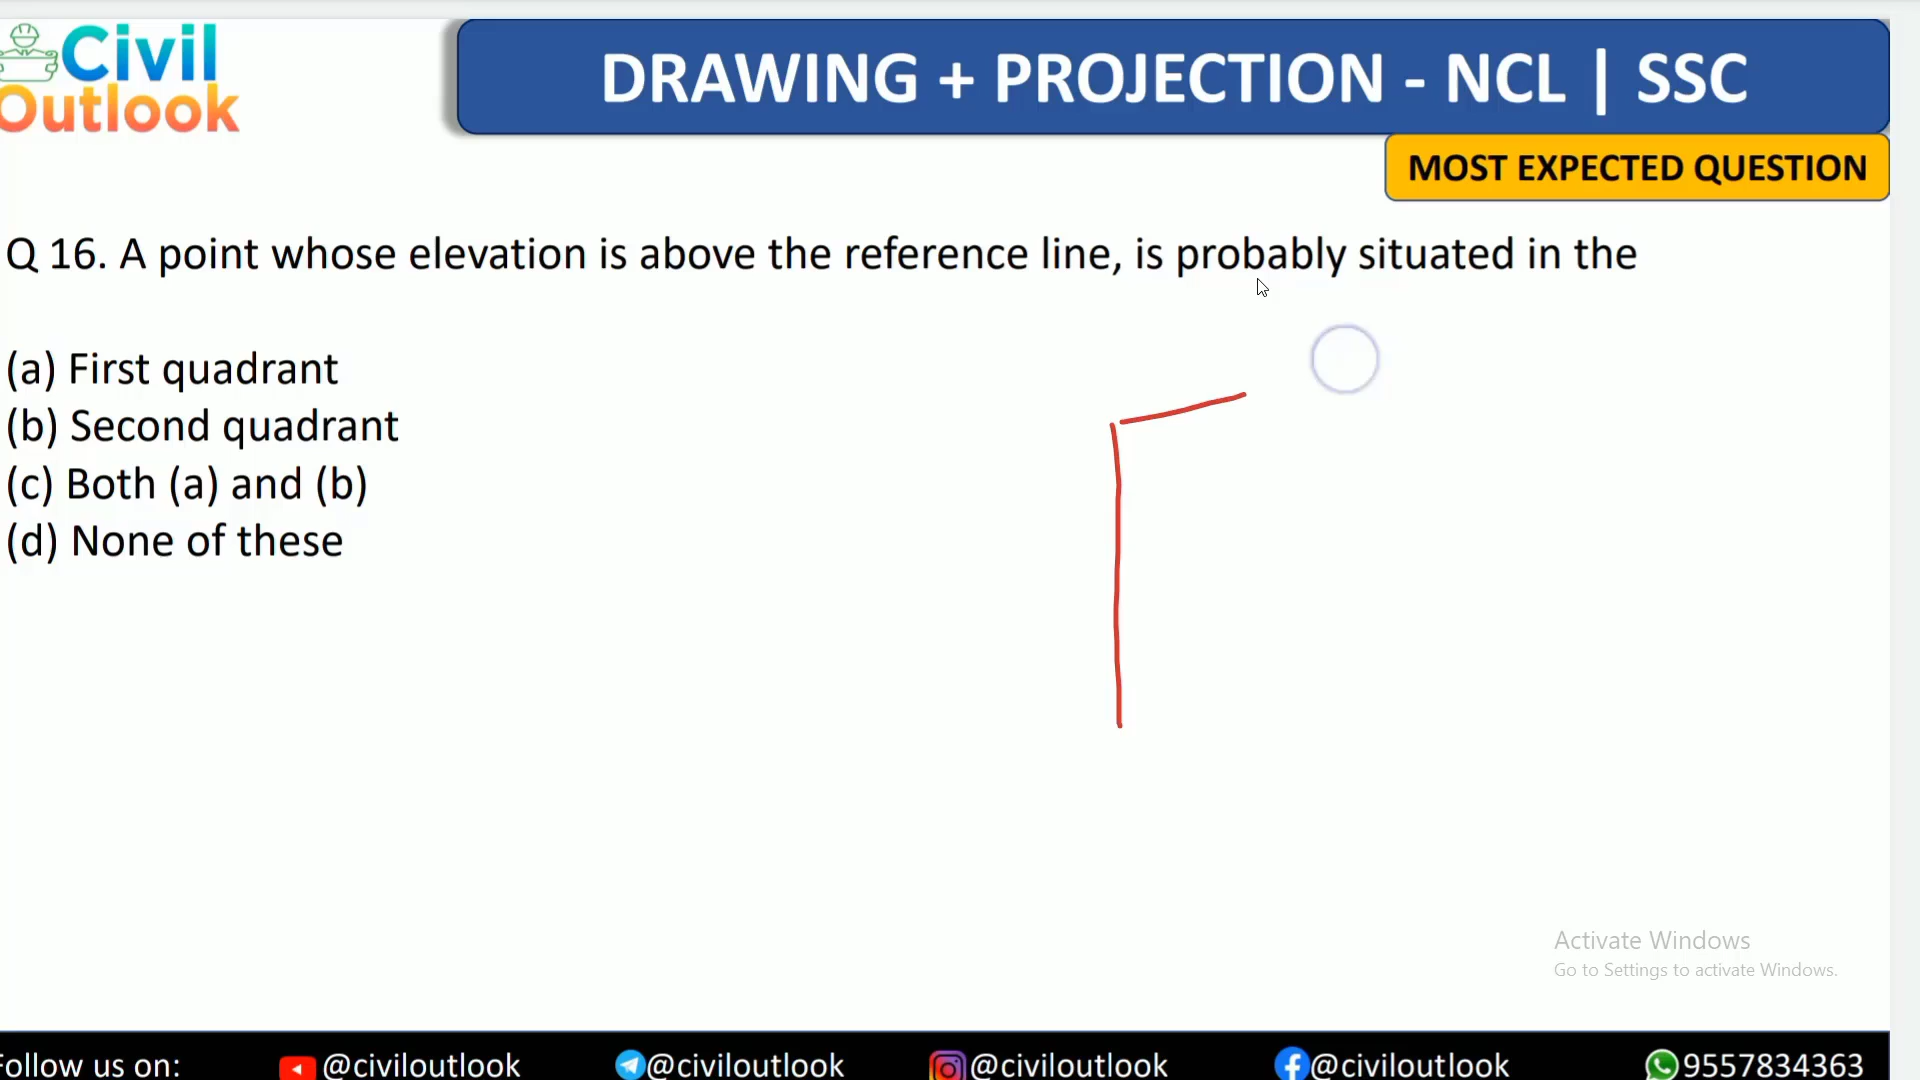 Civil
Outlook
DRAWING + PROJECTION - NCL | SSC
MOST EXPECTED QUESTION
Q 16. A point whose elevation is above the reference line, is probably situated in the
(a) First quadrant
(b) Second quadrant
(c) Both (a) and (b)
(d) None of these
Activate Windows
Go to Settings to activate Windows.
Follow us on: @civiloutlook @civiloutlook @civiloutlook @civiloutlook 9557834363